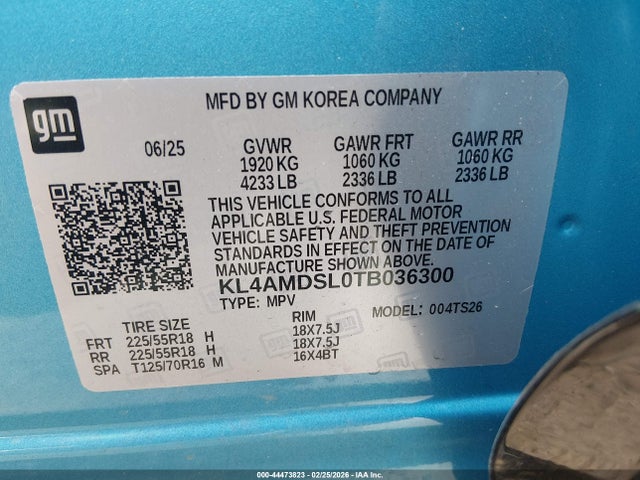 gm
MFD BY GM KOREA COMPANY
06/25 GVWR GAWR FRT GAWR RR
1920 KG 1060 KG 1060 KG
4233 LB 2336 LB 2336 LB
THIS VEHICLE CONFORMS TO ALL
APPLICABLE U.S. FEDERAL MOTOR
VEHICLE SAFETY AND THEFT PREVENTION
STANDARDS IN EFFECT ON THE DATE OF
MANUFACTURE SHOWN ABOVE.
KL4AMDSL0TB036300
TYPE: MPV MODEL: 004TS26
TIRE SIZE RIM
FRT 225/55R18 H 18X7.5J
RR 225/55R18 H 18X7.5J
SPA T125/70R16 M 16X4BT
000-44473823 - 02/25/2026 - IAA Inc.